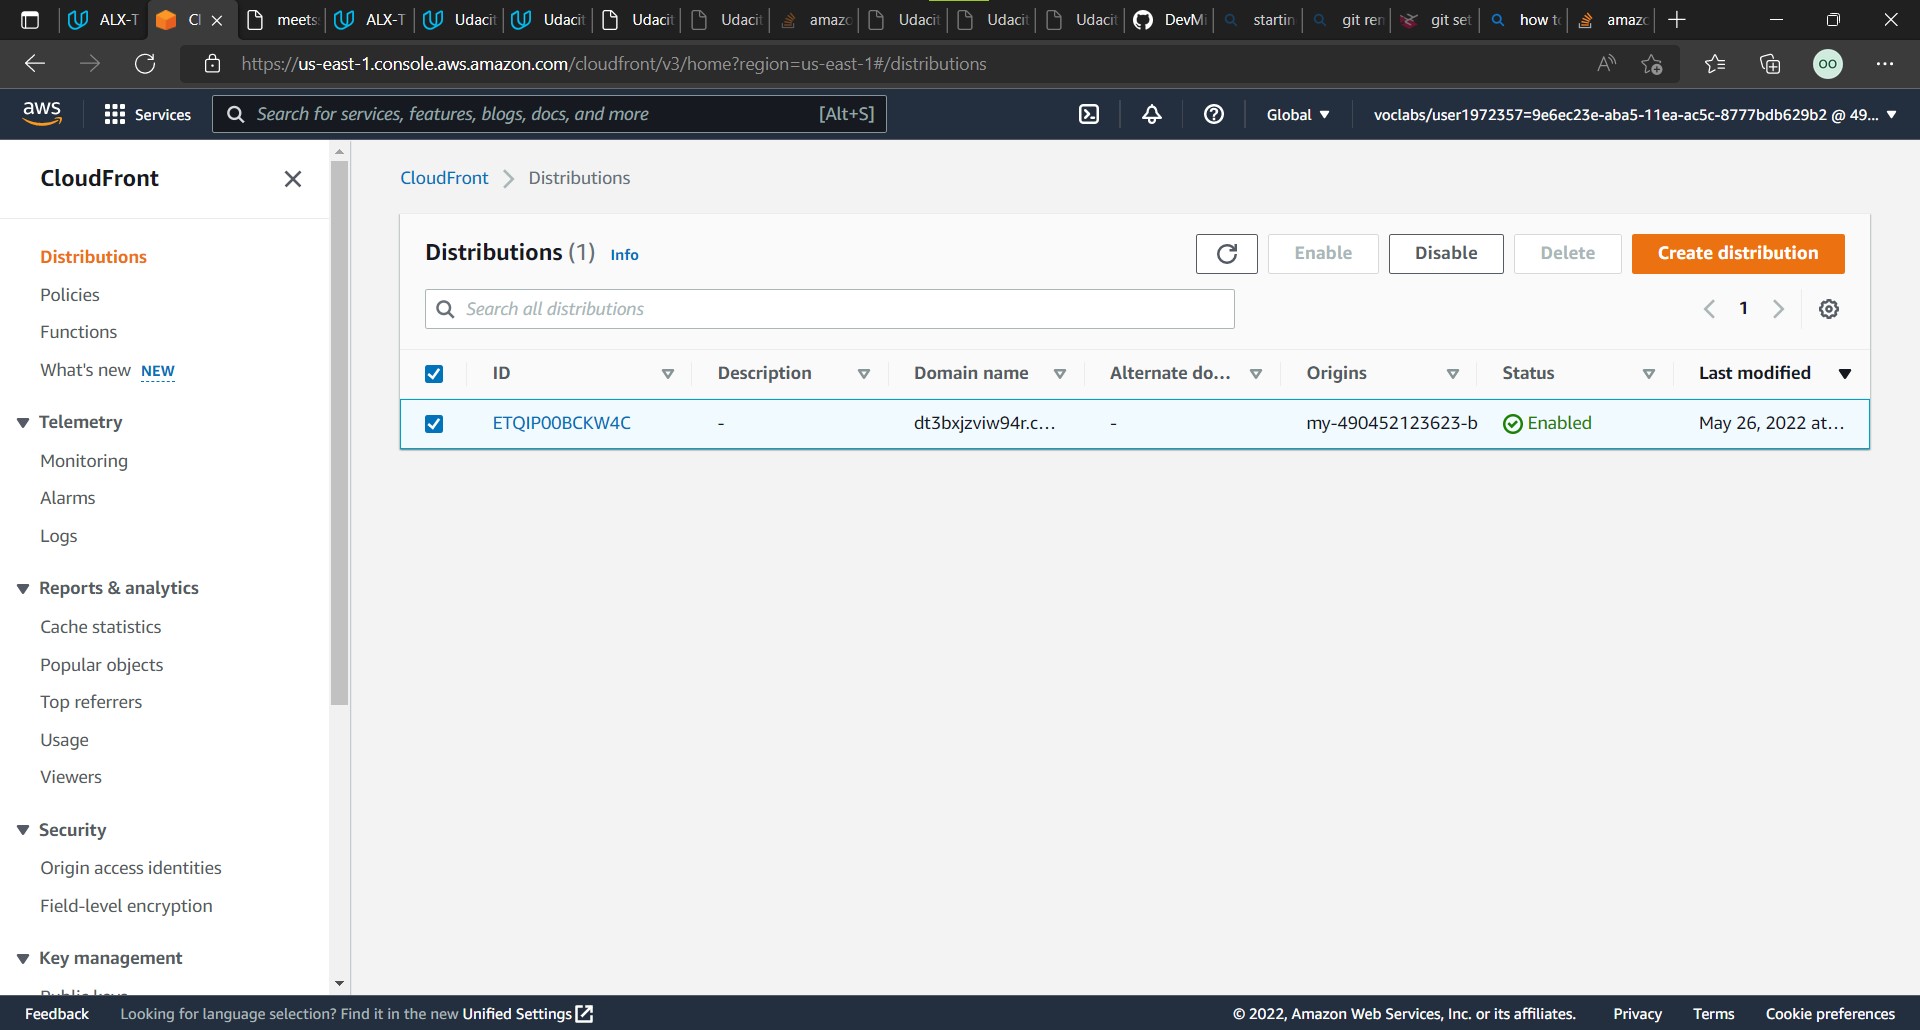 ALX-T
Cl
meets
ALX-T
Udacit
Udacit
Udacit
Udacit
amazo
Udacit
Udacit
Udacit
DevMi
startin
git ren
git set
how to
amazo
https://us-east-1.console.aws.amazon.com/cloudfront/v3/home?region=us-east-1#/distributions
OO
aws
Services
Search for services, features, blogs, docs, and more
[Alt+S]
Global
voclabs/user1972357=9e6ec23e-aba5-11ea-ac5c-8777bdb629b2 @ 49...
CloudFront
Distributions
Policies
Functions
What's new NEW
Telemetry
Monitoring
Alarms
Logs
Reports & analytics
Cache statistics
Popular objects
Top referrers
Usage
Viewers
Security
Origin access identities
Field-level encryption
Key management
Public keys
CloudFront > Distributions
Distributions (1) Info
Enable
Disable
Delete
Create distribution
Search all distributions
1
ID
Description
Domain name
Alternate do...
Origins
Status
Last modified
ETQIP00BCKW4C
-
dt3bxjzviw94r.c...
-
my-490452123623-b
Enabled
May 26, 2022 at...
Feedback
Looking for language selection? Find it in the new Unified Settings
© 2022, Amazon Web Services, Inc. or its affiliates.
Privacy
Terms
Cookie preferences